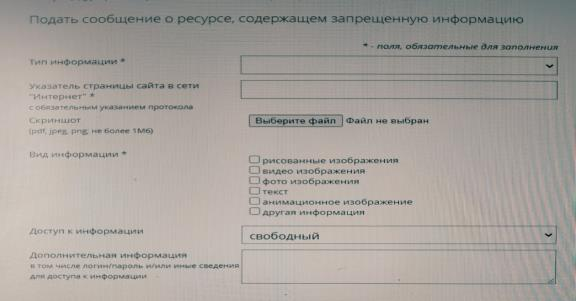 Подать сообщение о ресурсе, содержащем запрещенную информацию
* - поля, обязательные для заполнения
Тип информации *
Указатель страницы сайта в сети
"Интернет" *
с обязательным указанием протокола
Скриншот
(pdf, jpeg, png; не более 1Мб)
Выберите файл Файл не выбран
Вид информации *
рисованные изображения
видео изображения
фото изображения
текст
анимационное изображение
другая информация
Доступ к информации
свободный
Дополнительная информация
в том числе логин/пароль и/или иные сведения
для доступа к информации